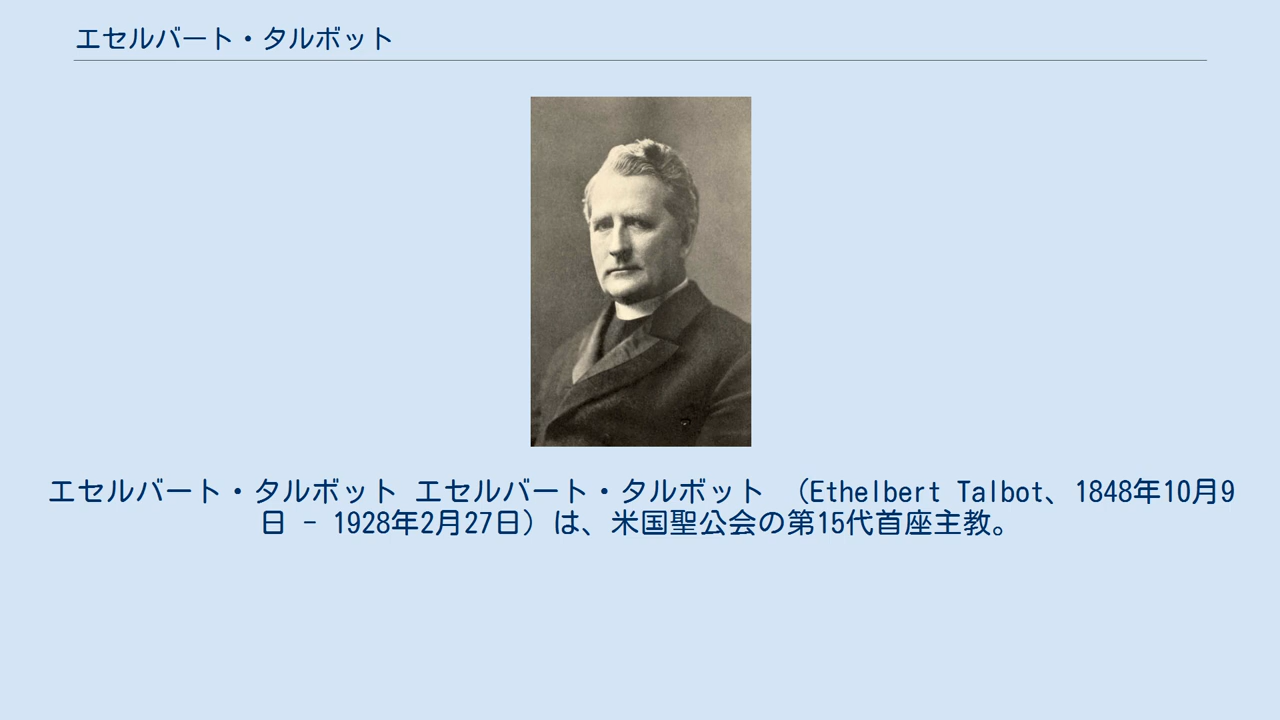 エセルバート・タルボット
エセルバート・タルボット エセルバート・タルボット （Ethelbert Talbot、1848年10月9
日 - 1928年2月27日）は、米国聖公会の第15代首座主教。